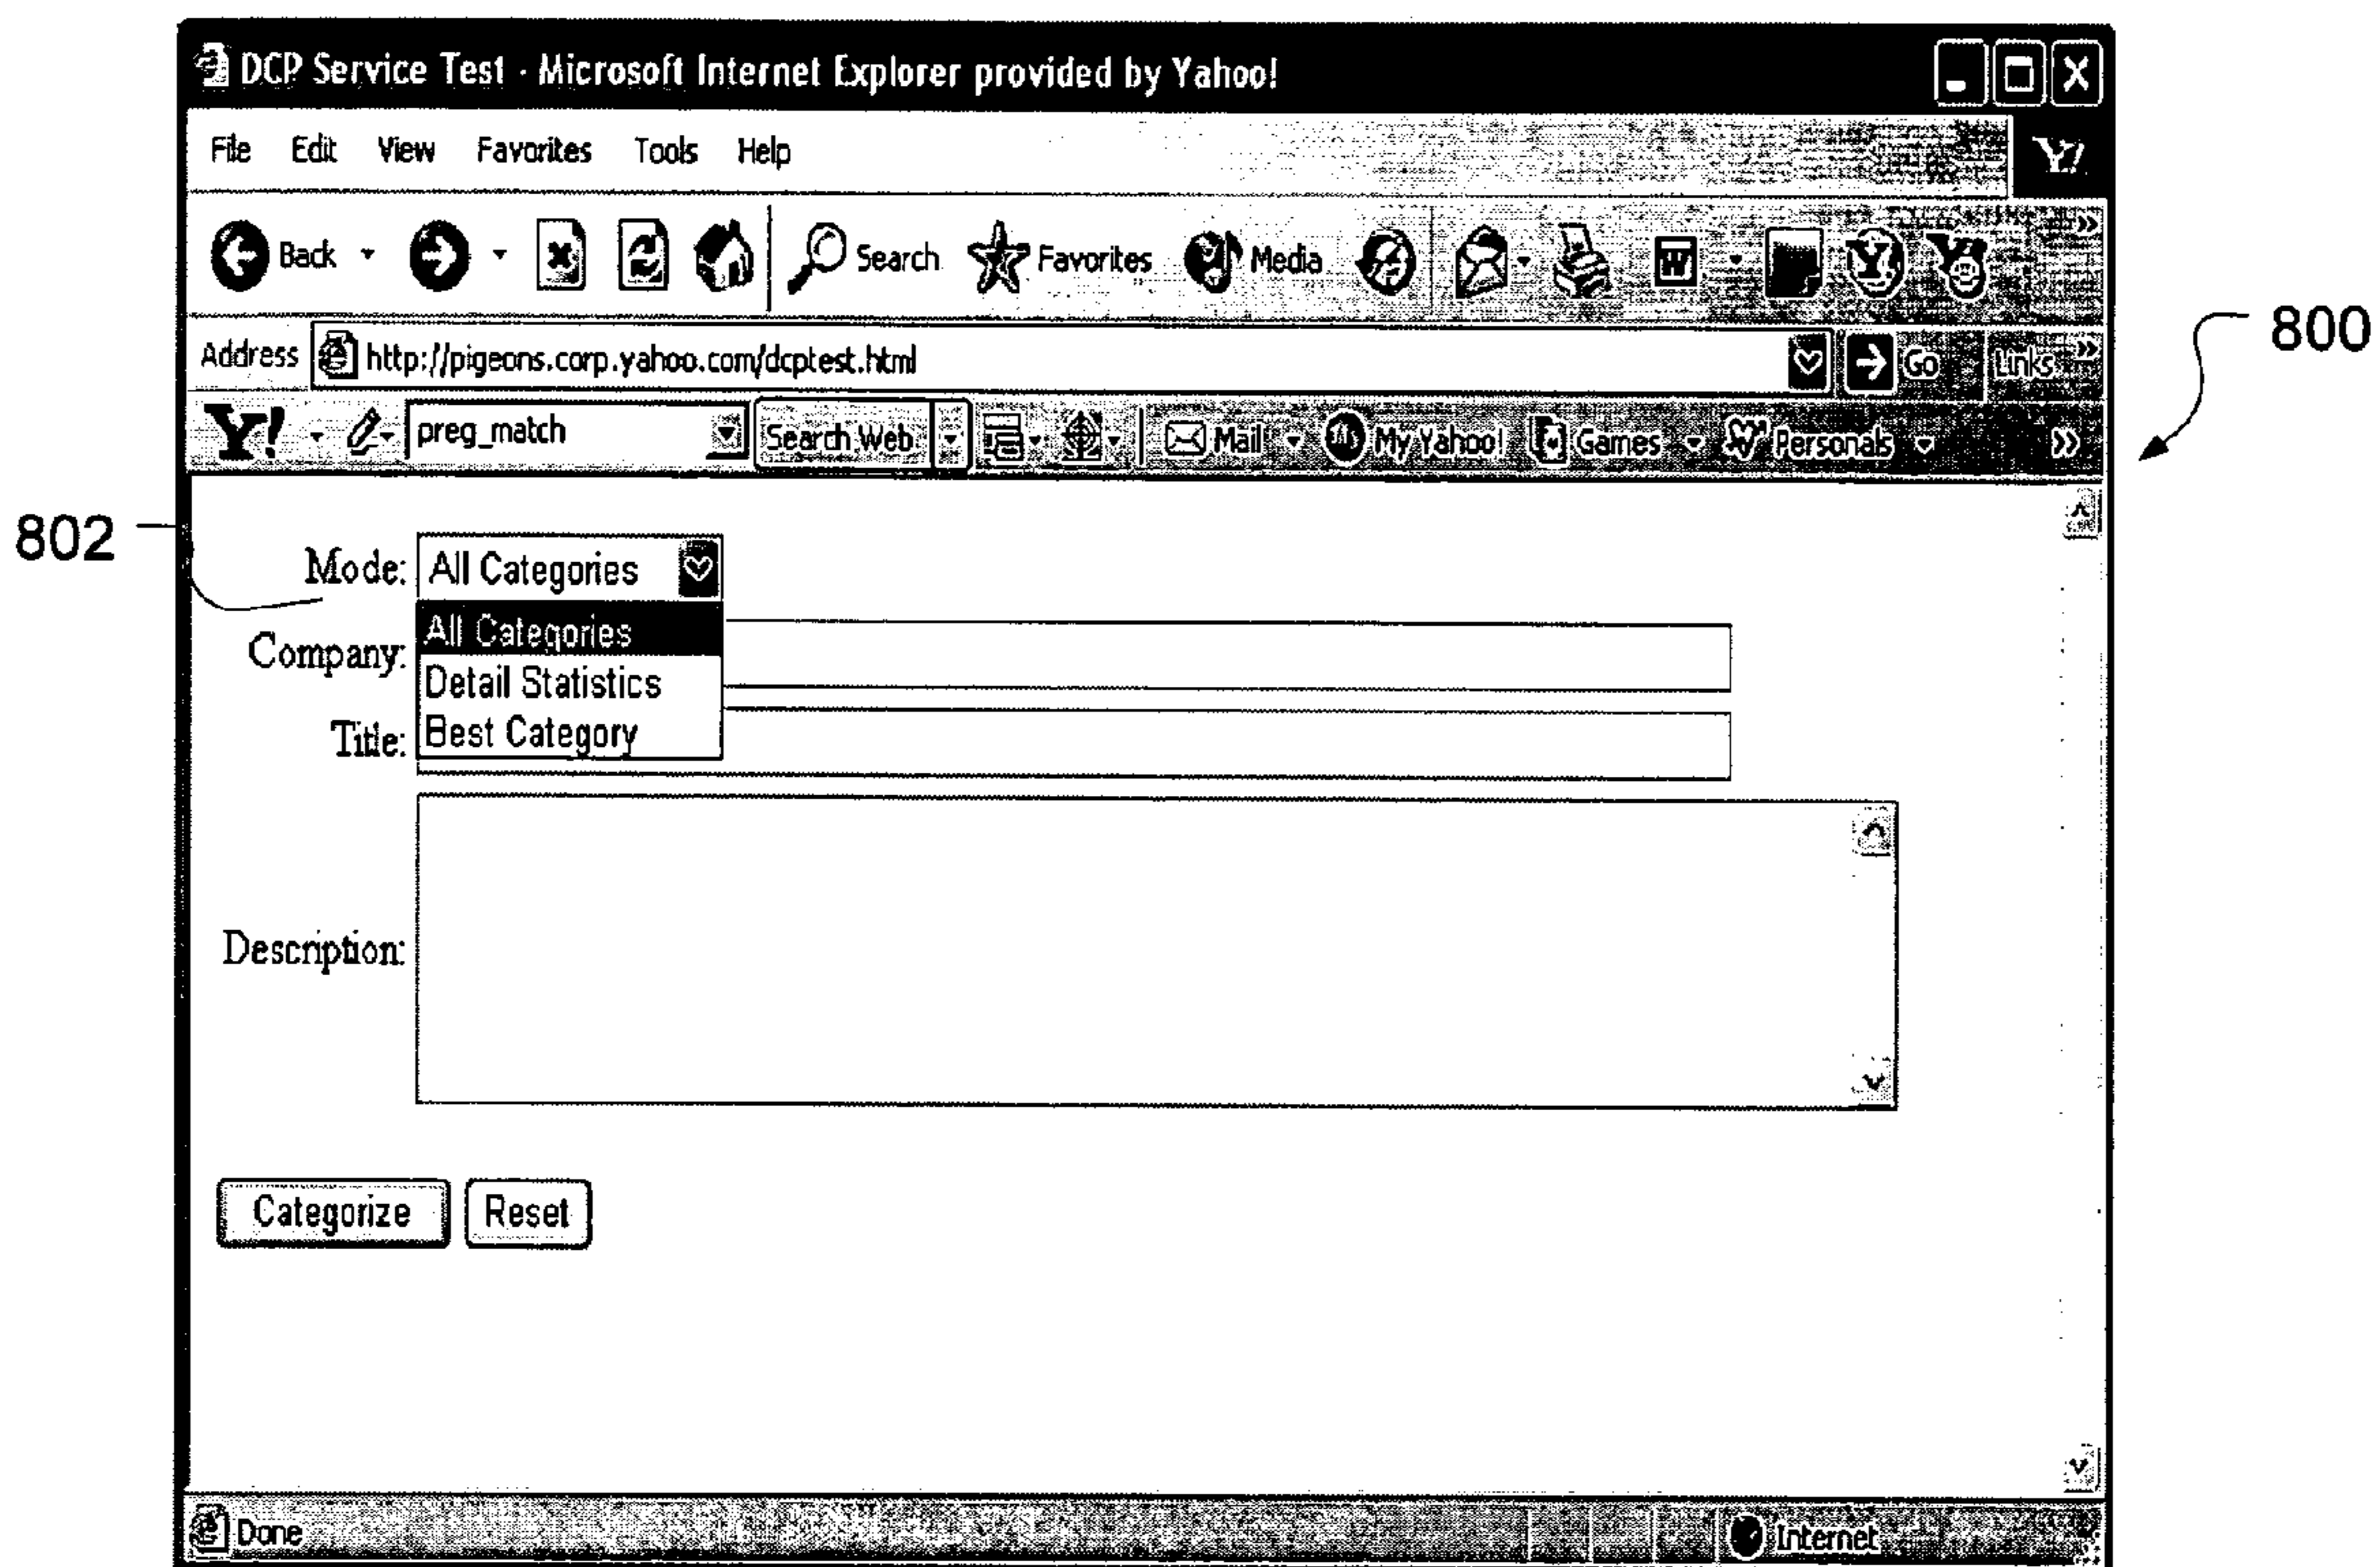 DCP Service Test - Microsoft Internet Explorer provided by Yahoo!
File Edit View Favorites Tools Help Y!
Back Search Favorites Media W
Address http://pigeons.corp.yahoo.com/dcptest.html Go Links
800
Y! preg_match Search Web Mail My Yahoo! Games Personals
802
Mode: All Categories
All Categories
Company:
Detail Statistics
Title: Best Category
Description:
Categorize Reset
Done Internet